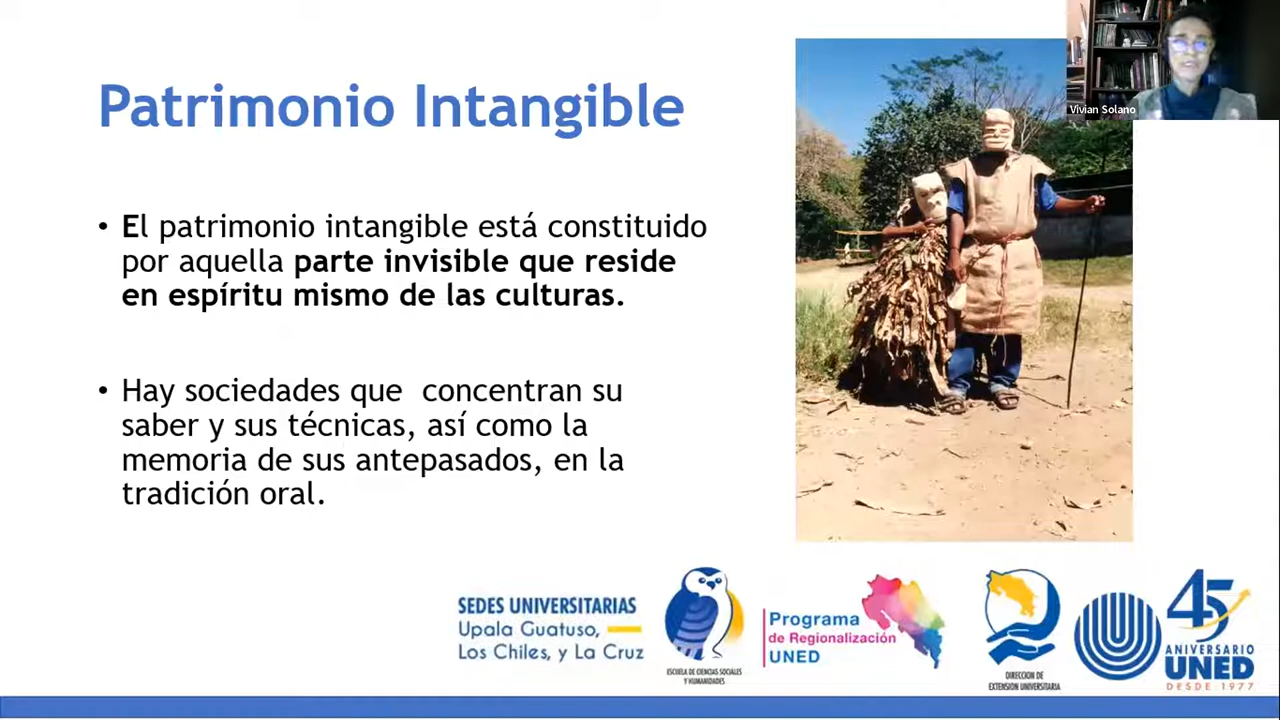 Patrimonio Intangible
Vivian Solano
• El patrimonio intangible está constituido
por aquella parte invisible que reside
en espíritu mismo de las culturas.
• Hay sociedades que  concentran su
saber y sus técnicas, así como la
memoria de sus antepasados, en la
tradición oral.
SEDES UNIVERSITARIAS
Upala Guatuso,
Los Chiles, y La Cruz
ESCUELA DE CIENCIAS SOCIALES
Y HUMANIDADES
Programa
de Regionalización
UNED
DIRECCION DE
EXTENSION UNIVERSITARIA
45
ANIVERSARIO
UNED
DESDE 1977